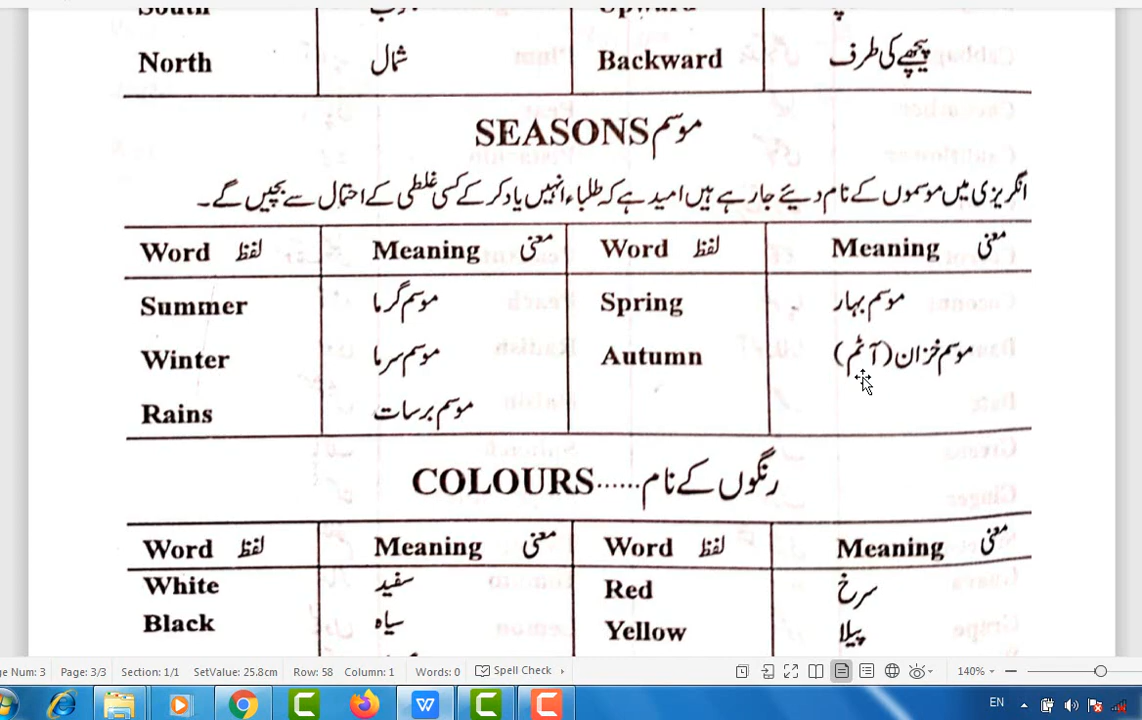 South
North شمال Backward پیچھے کی طرف
SEASONS موسم
انگریزی میں موسموں کے نام دیئے جا رہے ہیں امید ہے کہ طلباء انہیں یاد کر کے کسی غلطی کے احتمال سے بچیں گے۔
Word لفظ Meaning معنی Word لفظ Meaning معنی
Summer موسم گرما Spring موسم بہار
Winter موسم سرما Autumn موسم خزاں (آٹم)
Rains موسم برسات
COLOURS......رنگوں کے نام
Word لفظ Meaning معنی Word لفظ Meaning معنی
White سفید Red سرخ
Black سیاہ Yellow پیلا
ge Num: 3 Page: 3/3 Section: 1/1 SetValue: 25.8cm Row: 58 Column: 1 Words: 0 Spell Check 140%
EN